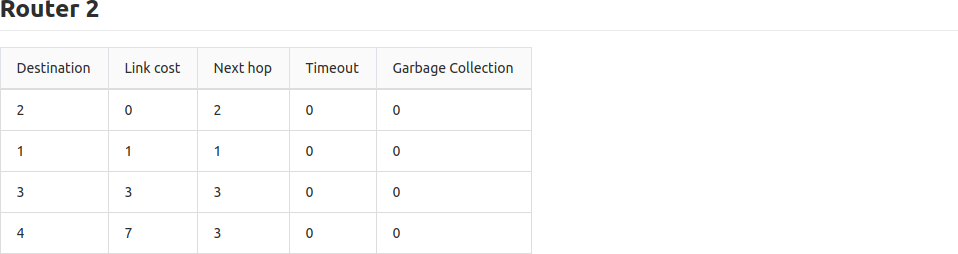 Router 2
Destination Link cost Next hop Timeout Garbage Collection
2 0 2 0 0
1 1 1 0 0
3 3 3 0 0
4 7 3 0 0